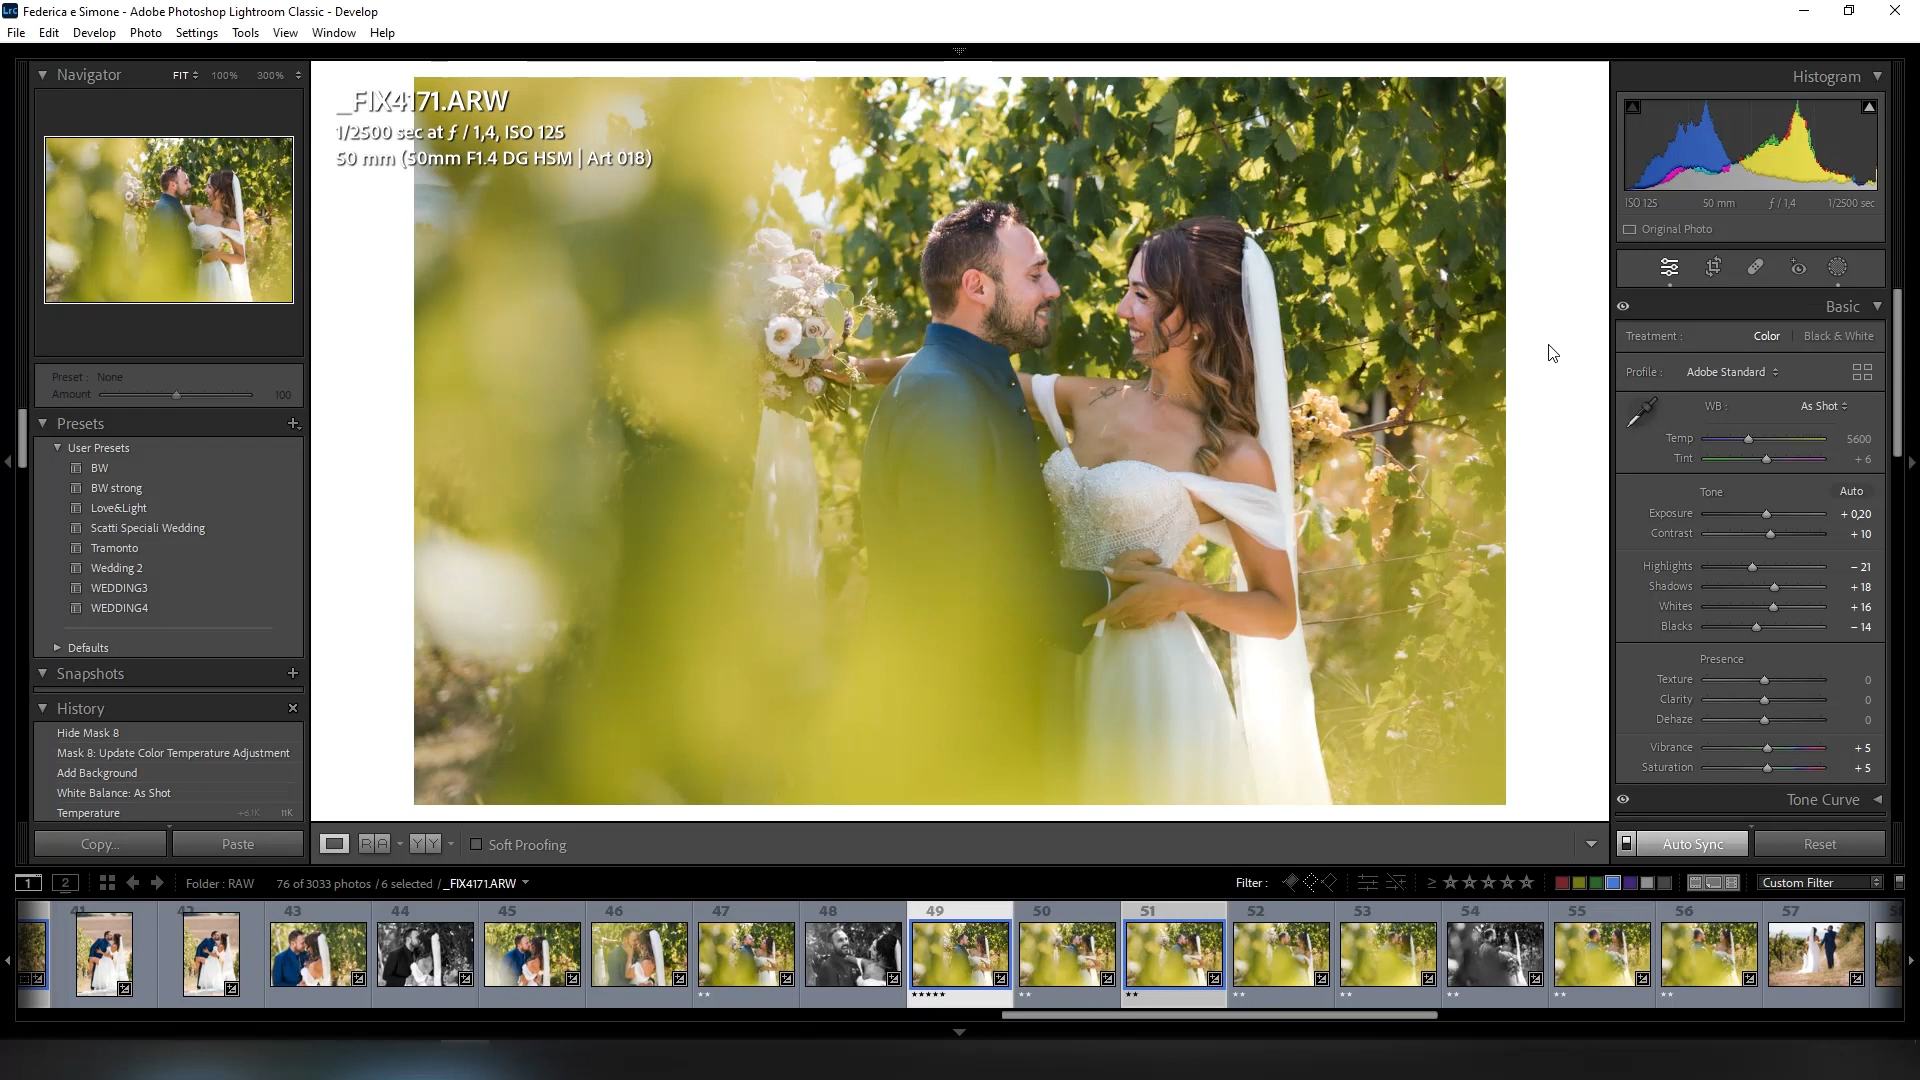 Lrc Federica e Simone - Adobe Photoshop Lightroom Classic - Develop
File Edit Develop Photo Settings Tools View Window Help
Navigator FIT 100% 300%
Preset : None
Amount 100
Presets
User Presets
BW
BW strong
Love&Light
Scatti Speciali Wedding
Tramonto
Wedding 2
WEDDING3
WEDDING4
Defaults
Snapshots
History
Hide Mask 8
Mask 8: Update Color Temperature Adjustment
Add Background
White Balance: As Shot
Temperature +6.1K 11K
Copy... Paste
_FIX4171.ARW
1/2500 sec at ƒ / 1,4, ISO 125
50 mm (50mm F1.4 DG HSM | Art 018)
RA YY Soft Proofing
Histogram
ISO 125 50 mm ƒ / 1,4 1/2500 sec
Original Photo
Basic
Treatment : Color Black & White
Profile : Adobe Standard
WB : As Shot
Temp 5600
Tint + 6
Tone Auto
Exposure + 0,20
Contrast + 10
Highlights − 21
Shadows + 18
Whites + 16
Blacks − 14
Presence
Texture 0
Clarity 0
Dehaze 0
Vibrance + 5
Saturation + 5
Tone Curve
Auto Sync Reset
1 2 Folder : RAW 76 of 3033 photos / 6 selected / _FIX4171.ARW Filter : ≥ Custom Filter
41 42 43 44 45 46 47 48 49 50 51 52 53 54 55 56 57